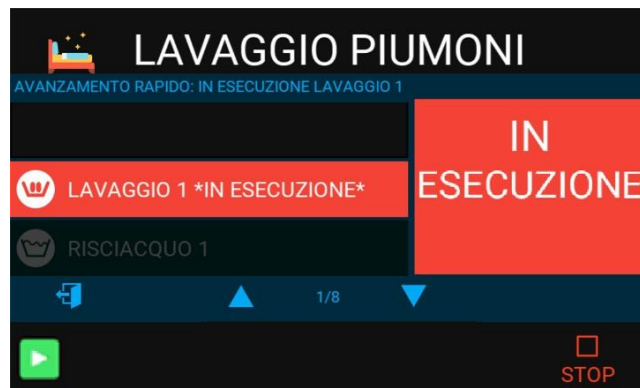 LAVAGGIO PIUMONI
AVANZAMENTO RAPIDO: IN ESECUZIONE LAVAGGIO 1
IN
ESECUZIONE
LAVAGGIO 1 *IN ESECUZIONE*
RISCIACQUO 1
1/8
STOP